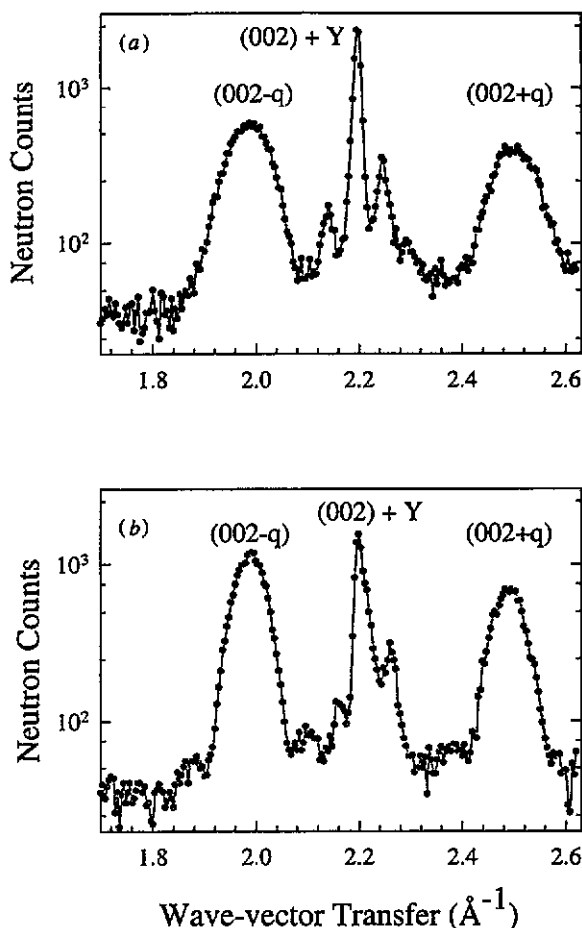 (a)
(002) + Y
(002-q)
(002+q)
10³
10²
Neutron Counts
1.8 2.0 2.2 2.4 2.6
(b)
(002) + Y
(002-q)
(002+q)
10³
10²
Neutron Counts
1.8 2.0 2.2 2.4 2.6
Wave-vector Transfer (Å⁻¹)